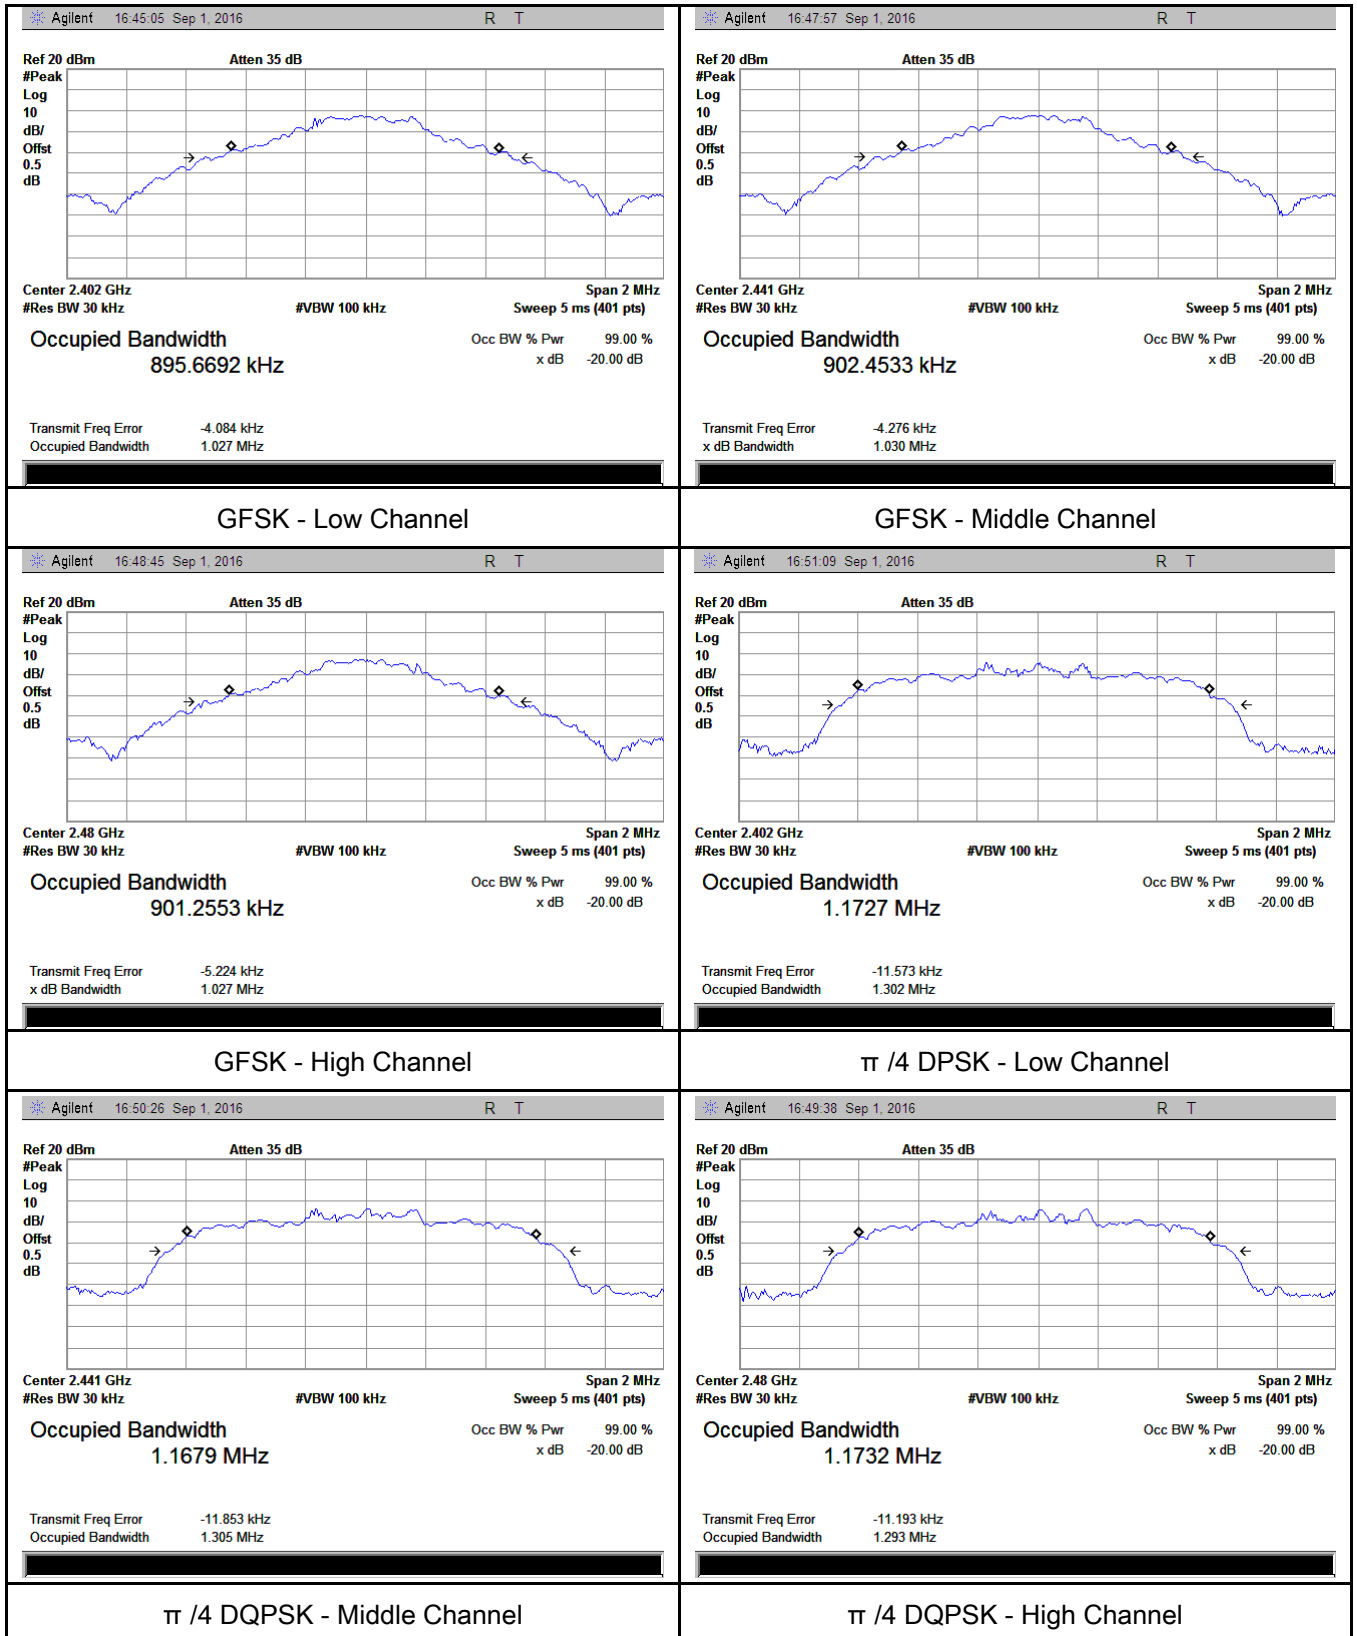 Agilent 16:45:05 Sep 1, 2016 R T
Ref 20 dBm Atten 35 dB
#Peak
Log
10
dB/
Offst
0.5
dB
Center 2.402 GHz Span 2 MHz
#Res BW 30 kHz #VBW 100 kHz Sweep 5 ms (401 pts)
Occupied Bandwidth Occ BW % Pwr 99.00 %
895.6692 kHz x dB -20.00 dB
Transmit Freq Error -4.084 kHz
Occupied Bandwidth 1.027 MHz
GFSK - Low Channel
Agilent 16:47:57 Sep 1, 2016 R T
Ref 20 dBm Atten 35 dB
#Peak
Log
10
dB/
Offst
0.5
dB
Center 2.441 GHz Span 2 MHz
#Res BW 30 kHz #VBW 100 kHz Sweep 5 ms (401 pts)
Occupied Bandwidth Occ BW % Pwr 99.00 %
902.4533 kHz x dB -20.00 dB
Transmit Freq Error -4.276 kHz
x dB Bandwidth 1.030 MHz
GFSK - Middle Channel
Agilent 16:48:45 Sep 1, 2016 R T
Ref 20 dBm Atten 35 dB
#Peak
Log
10
dB/
Offst
0.5
dB
Center 2.48 GHz Span 2 MHz
#Res BW 30 kHz #VBW 100 kHz Sweep 5 ms (401 pts)
Occupied Bandwidth Occ BW % Pwr 99.00 %
901.2553 kHz x dB -20.00 dB
Transmit Freq Error -5.224 kHz
x dB Bandwidth 1.027 MHz
GFSK - High Channel
Agilent 16:51:09 Sep 1, 2016 R T
Ref 20 dBm Atten 35 dB
#Peak
Log
10
dB/
Offst
0.5
dB
Center 2.402 GHz Span 2 MHz
#Res BW 30 kHz #VBW 100 kHz Sweep 5 ms (401 pts)
Occupied Bandwidth Occ BW % Pwr 99.00 %
1.1727 MHz x dB -20.00 dB
Transmit Freq Error -11.573 kHz
Occupied Bandwidth 1.302 MHz
π /4 DPSK - Low Channel
Agilent 16:50:26 Sep 1, 2016 R T
Ref 20 dBm Atten 35 dB
#Peak
Log
10
dB/
Offst
0.5
dB
Center 2.441 GHz Span 2 MHz
#Res BW 30 kHz #VBW 100 kHz Sweep 5 ms (401 pts)
Occupied Bandwidth Occ BW % Pwr 99.00 %
1.1679 MHz x dB -20.00 dB
Transmit Freq Error -11.853 kHz
Occupied Bandwidth 1.305 MHz
π /4 DQPSK - Middle Channel
Agilent 16:49:38 Sep 1, 2016 R T
Ref 20 dBm Atten 35 dB
#Peak
Log
10
dB/
Offst
0.5
dB
Center 2.48 GHz Span 2 MHz
#Res BW 30 kHz #VBW 100 kHz Sweep 5 ms (401 pts)
Occupied Bandwidth Occ BW % Pwr 99.00 %
1.1732 MHz x dB -20.00 dB
Transmit Freq Error -11.193 kHz
Occupied Bandwidth 1.293 MHz
π /4 DQPSK - High Channel